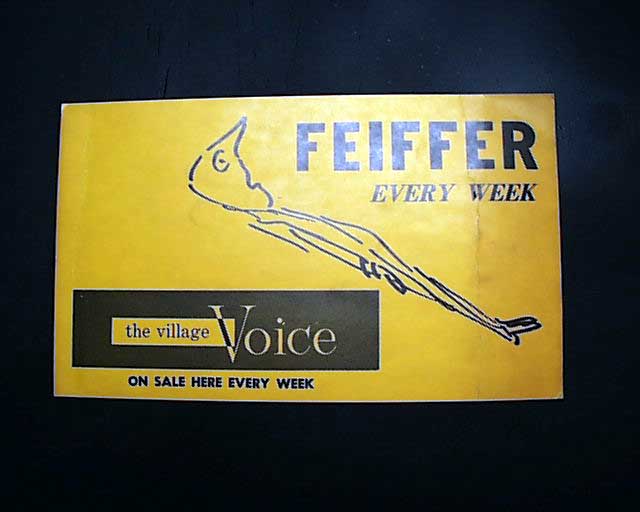 FEIFFER
EVERY WEEK
the village Voice
ON SALE HERE EVERY WEEK